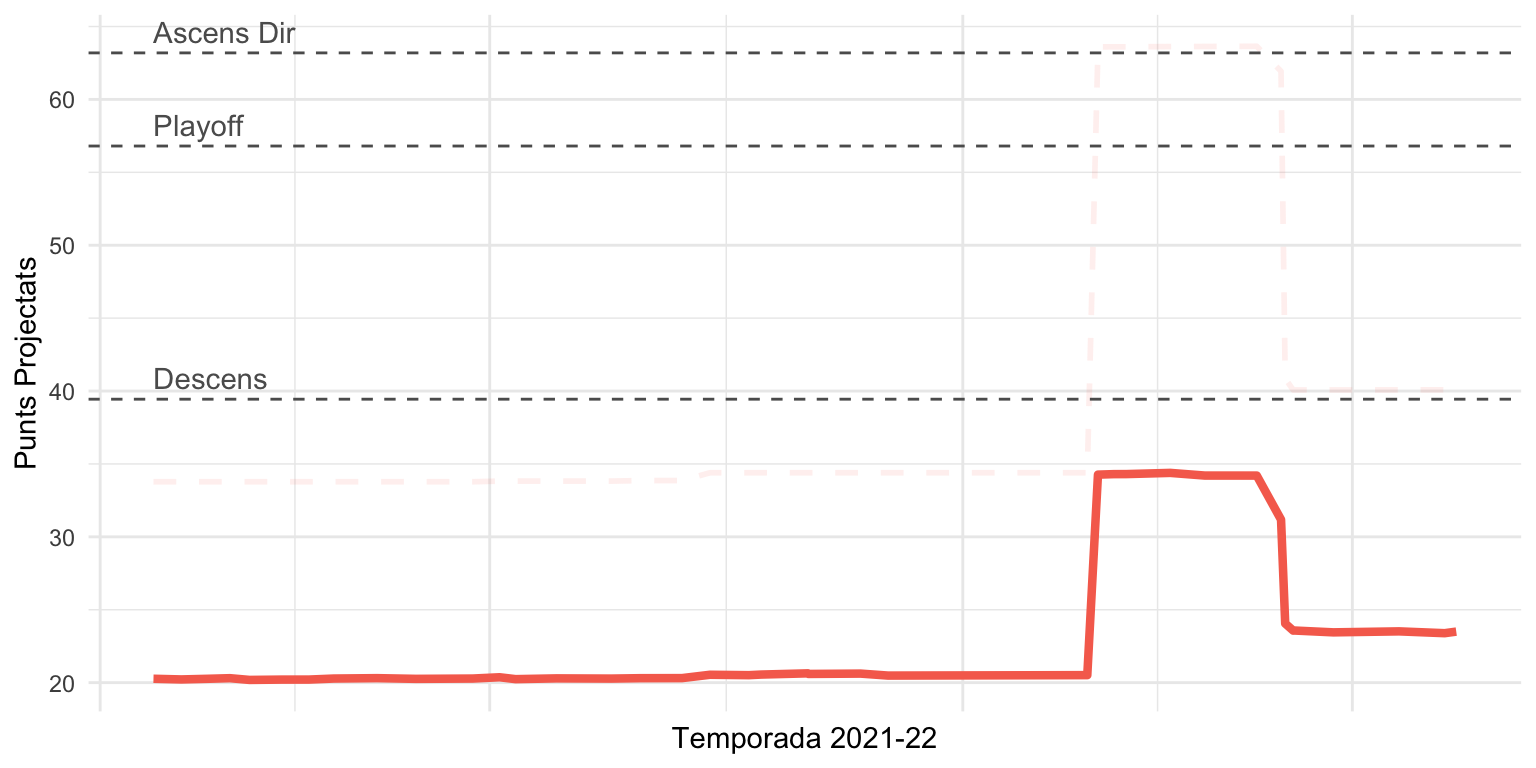 Ascens Dir
60
Playoff
50
Descens
40
30
20
Punts Projectats
Temporada 2021-22